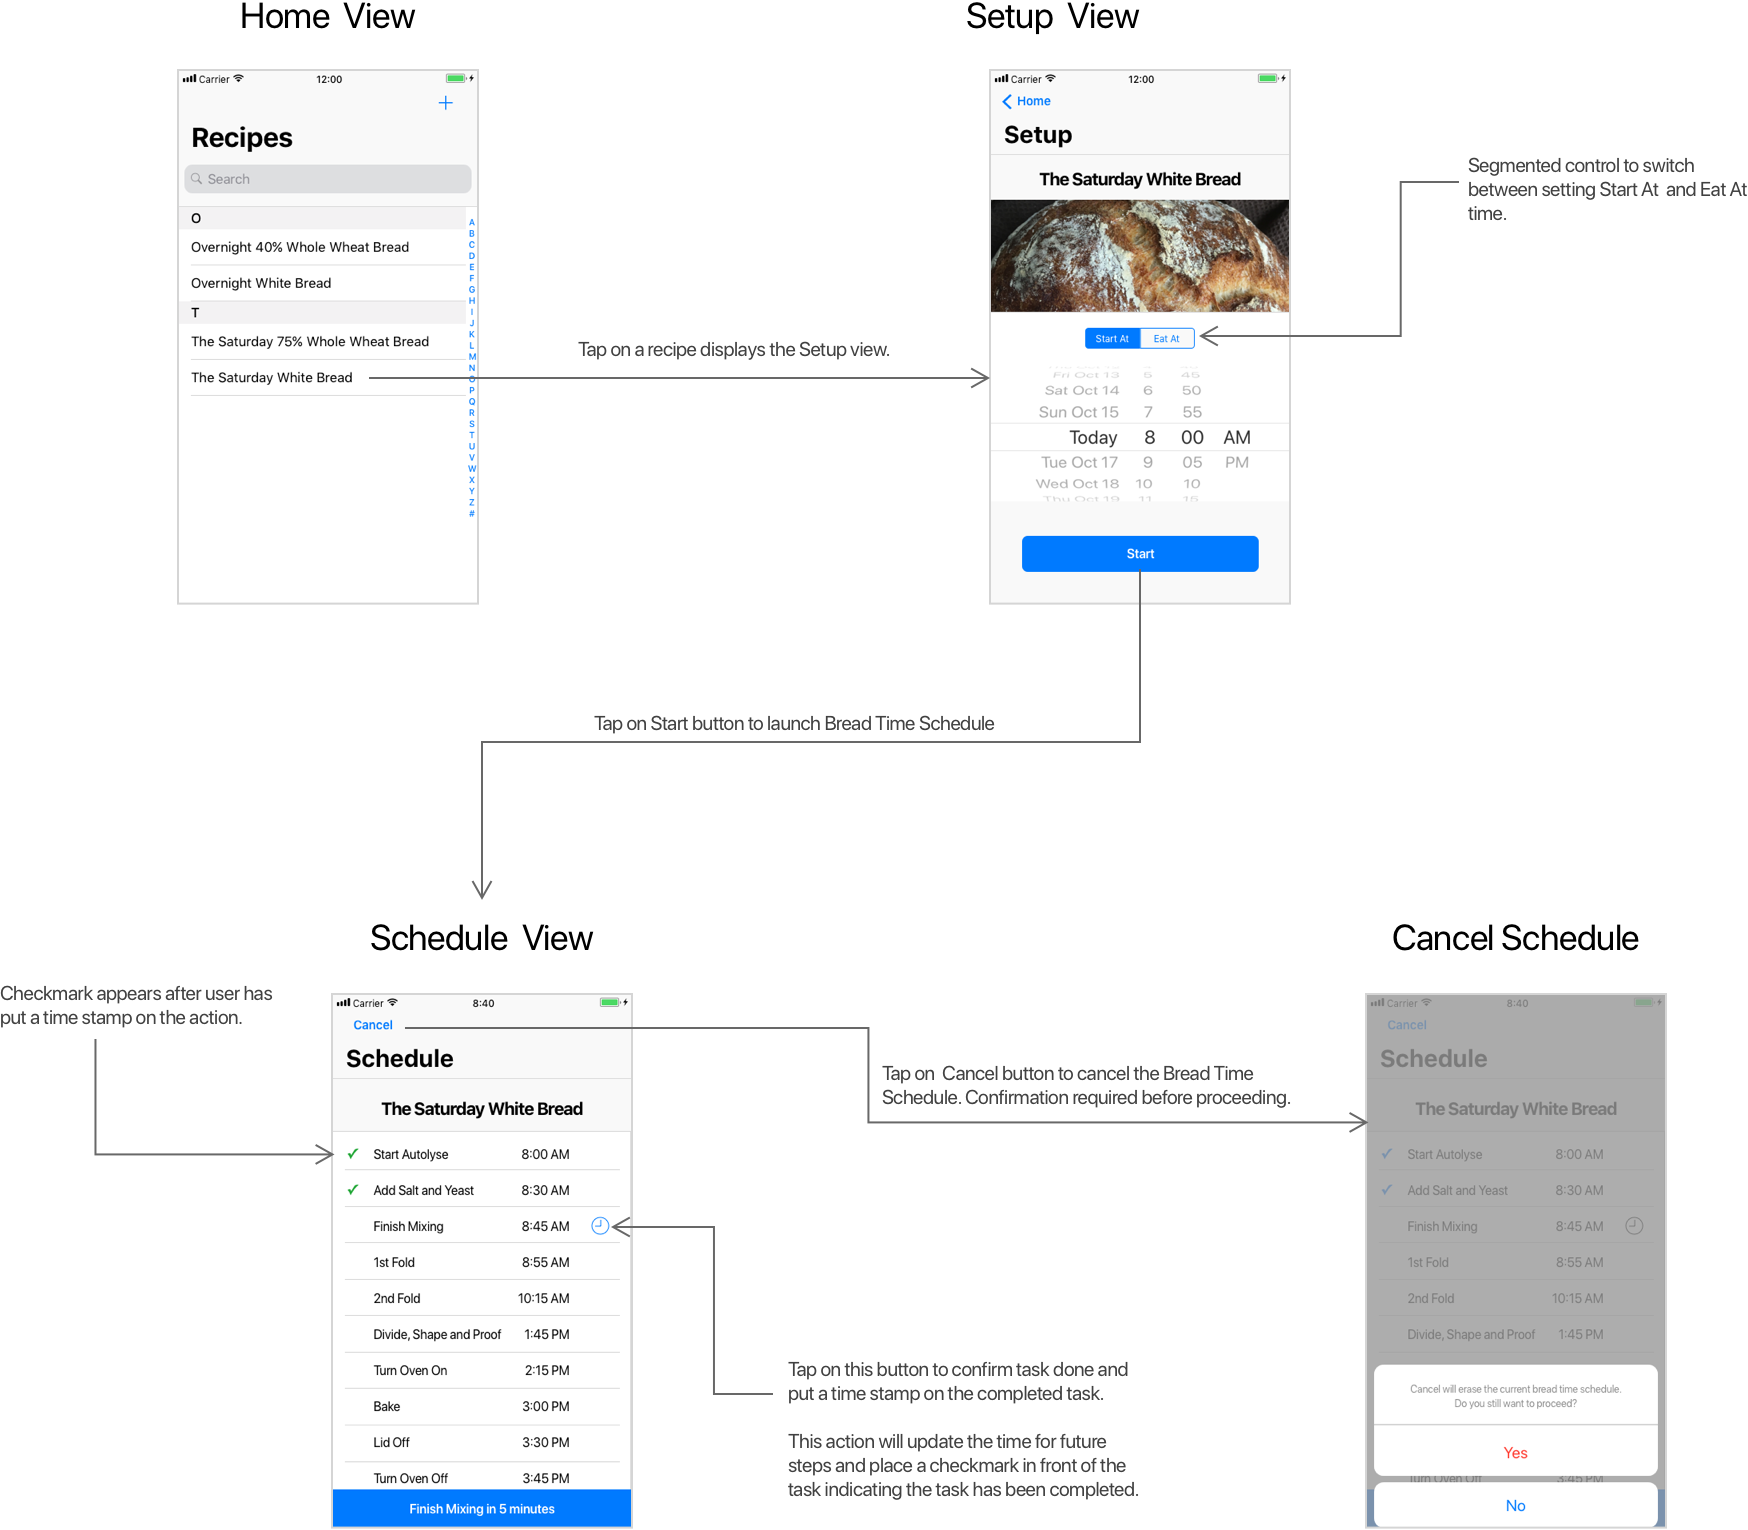 Home View
Setup View
Carrier 12:00
Recipes
Search
O
Overnight 40% Whole Wheat Bread
Overnight White Bread
T
The Saturday 75% Whole Wheat Bread
The Saturday White Bread
A
B
C
D
E
F
G
H
I
J
K
L
M
N
O
P
Q
R
S
T
U
V
W
X
Y
Z
#
Tap on a recipe displays the Setup view.
Carrier 12:00
Home
Setup
The Saturday White Bread
Start At Eat At
Fri Oct 13 5 45
Sat Oct 14 6 50
Sun Oct 15 7 55
Today 8 00 AM
Tue Oct 17 9 05 PM
Wed Oct 18 10 10
Thu Oct 19 11 15
Start
Segmented control to switch
between setting Start At and Eat At
time.
Tap on Start button to launch Bread Time Schedule
Schedule View
Cancel Schedule
Checkmark appears after user has
put a time stamp on the action.
Carrier 8:40
Cancel
Schedule
The Saturday White Bread
Start Autolyse 8:00 AM
Add Salt and Yeast 8:30 AM
Finish Mixing 8:45 AM
1st Fold 8:55 AM
2nd Fold 10:15 AM
Divide, Shape and Proof 1:45 PM
Turn Oven On 2:15 PM
Bake 3:00 PM
Lid Off 3:30 PM
Turn Oven Off 3:45 PM
Finish Mixing in 5 minutes
Tap on Cancel button to cancel the Bread Time
Schedule. Confirmation required before proceeding.
Tap on this button to confirm task done and
put a time stamp on the completed task.
This action will update the time for future
steps and place a checkmark in front of the
task indicating the task has been completed.
Carrier 8:40
Cancel
Schedule
The Saturday White Bread
Start Autolyse 8:00 AM
Add Salt and Yeast 8:30 AM
Finish Mixing 8:45 AM
1st Fold 8:55 AM
2nd Fold 10:15 AM
Divide, Shape and Proof 1:45 PM
Cancel will erase the current bread time schedule.
Do you still want to proceed?
Yes
Turn Oven Off 3:45 PM
No